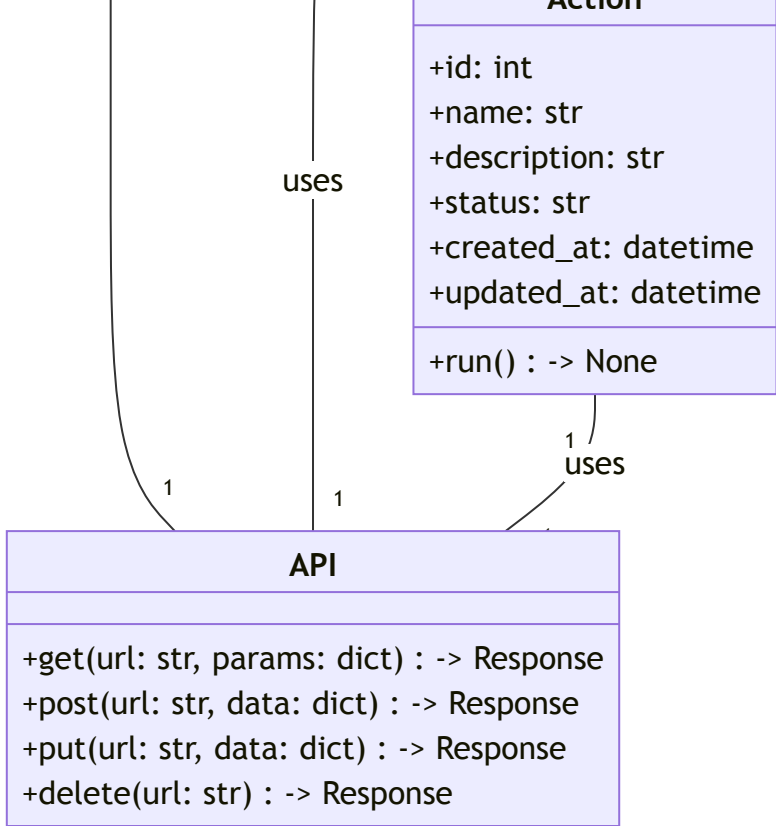 Action
+id: int
+name: str
+description: str
+status: str
+created_at: datetime
+updated_at: datetime
+run() : -> None
uses
1
uses
1
1
API
+get(url: str, params: dict) : -> Response
+post(url: str, data: dict) : -> Response
+put(url: str, data: dict) : -> Response
+delete(url: str) : -> Response